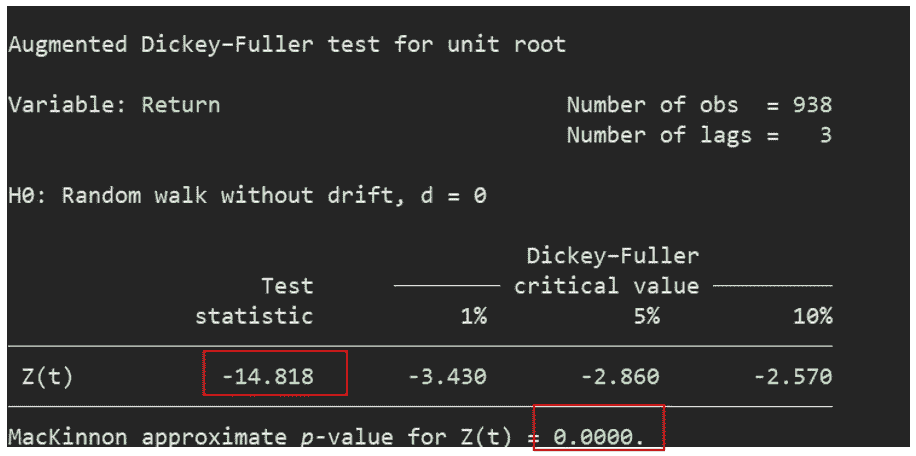 Augmented Dickey–Fuller test for unit root
Variable: Return Number of obs = 938
Number of lags = 3
H0: Random walk without drift, d = 0
Dickey–Fuller
Test critical value
statistic 1% 5% 10%
Z(t) -14.818 -3.430 -2.860 -2.570
MacKinnon approximate p-value for Z(t) = 0.0000.